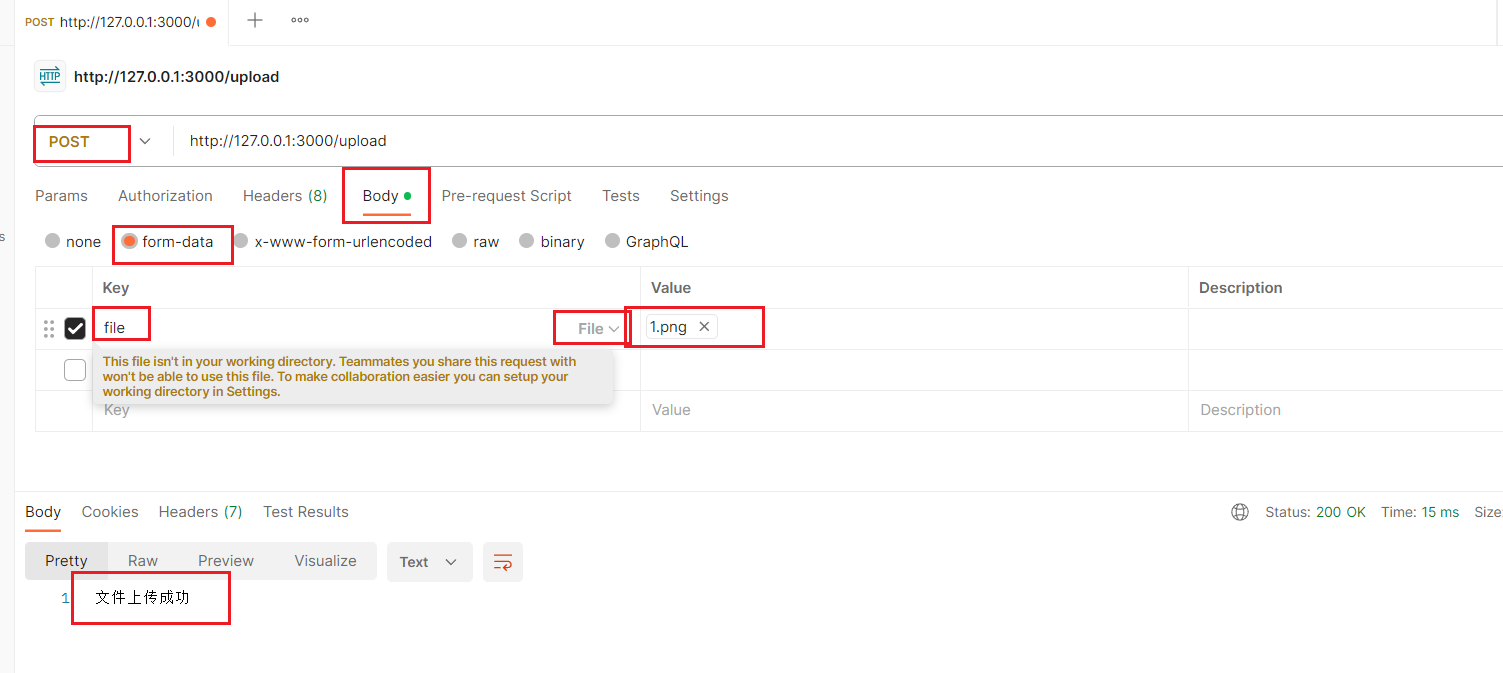 POST http://127.0.0.1:3000/
HTTP http://127.0.0.1:3000/upload
POST http://127.0.0.1:3000/upload
Params Authorization Headers (8) Body Pre-request Script Tests Settings
none form-data x-www-form-urlencoded raw binary GraphQL
Key Value Description
file File 1.png
This file isn't in your working directory. Teammates you share this request with
won't be able to use this file. To make collaboration easier you can setup your
working directory in Settings.
Key Value Description
Body Cookies Headers (7) Test Results Status: 200 OK Time: 15 ms Size:
Pretty Raw Preview Visualize Text
1 文件上传成功